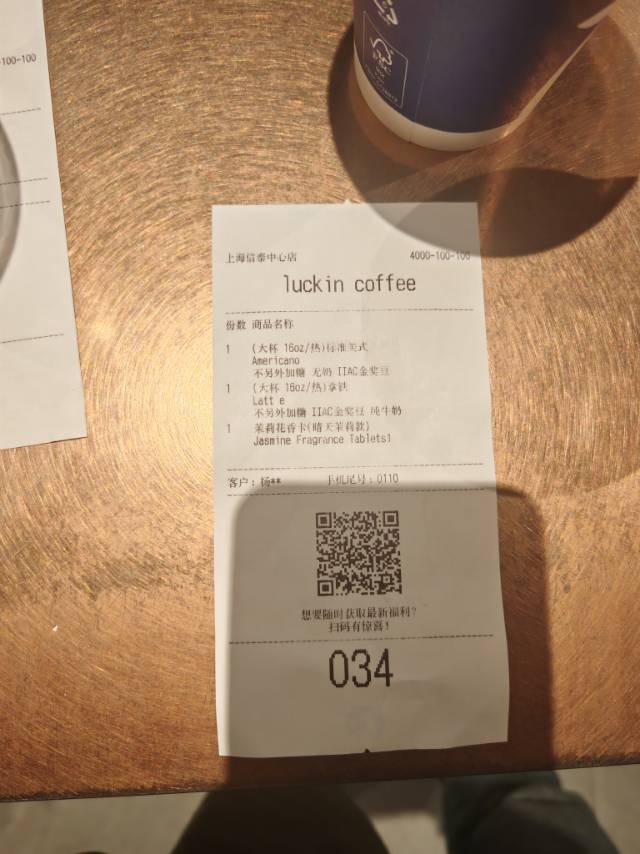 -100-100
上海信泰中心店 4000-100-100
luckin coffee
份数 商品名称
1 (大杯 16oz/热)标准美式
Americano
不另外加糖 无奶 IIAC金奖豆
1 (大杯 16oz/热)拿铁
Latte
不另外加糖 IIAC金奖豆 纯牛奶
1 茉莉花香卡(晴天茉莉款)
Jasmine Fragrance Tablets1
客户：杨** 手机尾号：0110
想要随时获取最新福利?
扫码有惊喜!
034
FSC